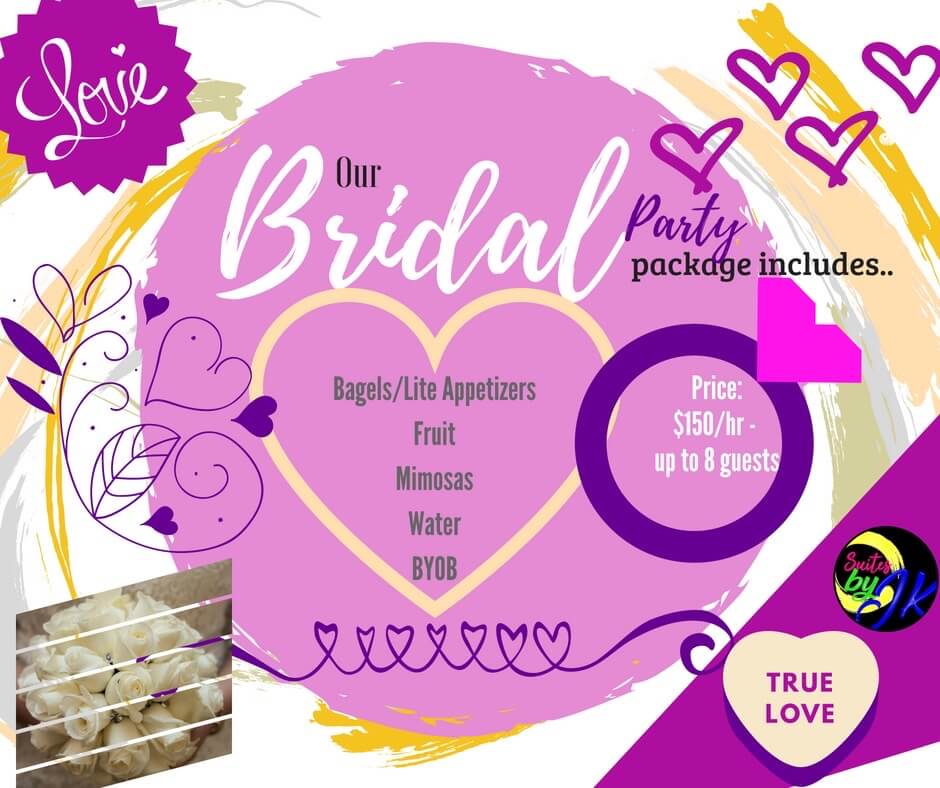 Love
Our
Bridal
Party
package includes..
Bagels/Lite Appetizers
Fruit
Mimosas
Water
BYOB
Price:
$150/hr -
up to 8 guests
Suites
by JK
TRUE
LOVE